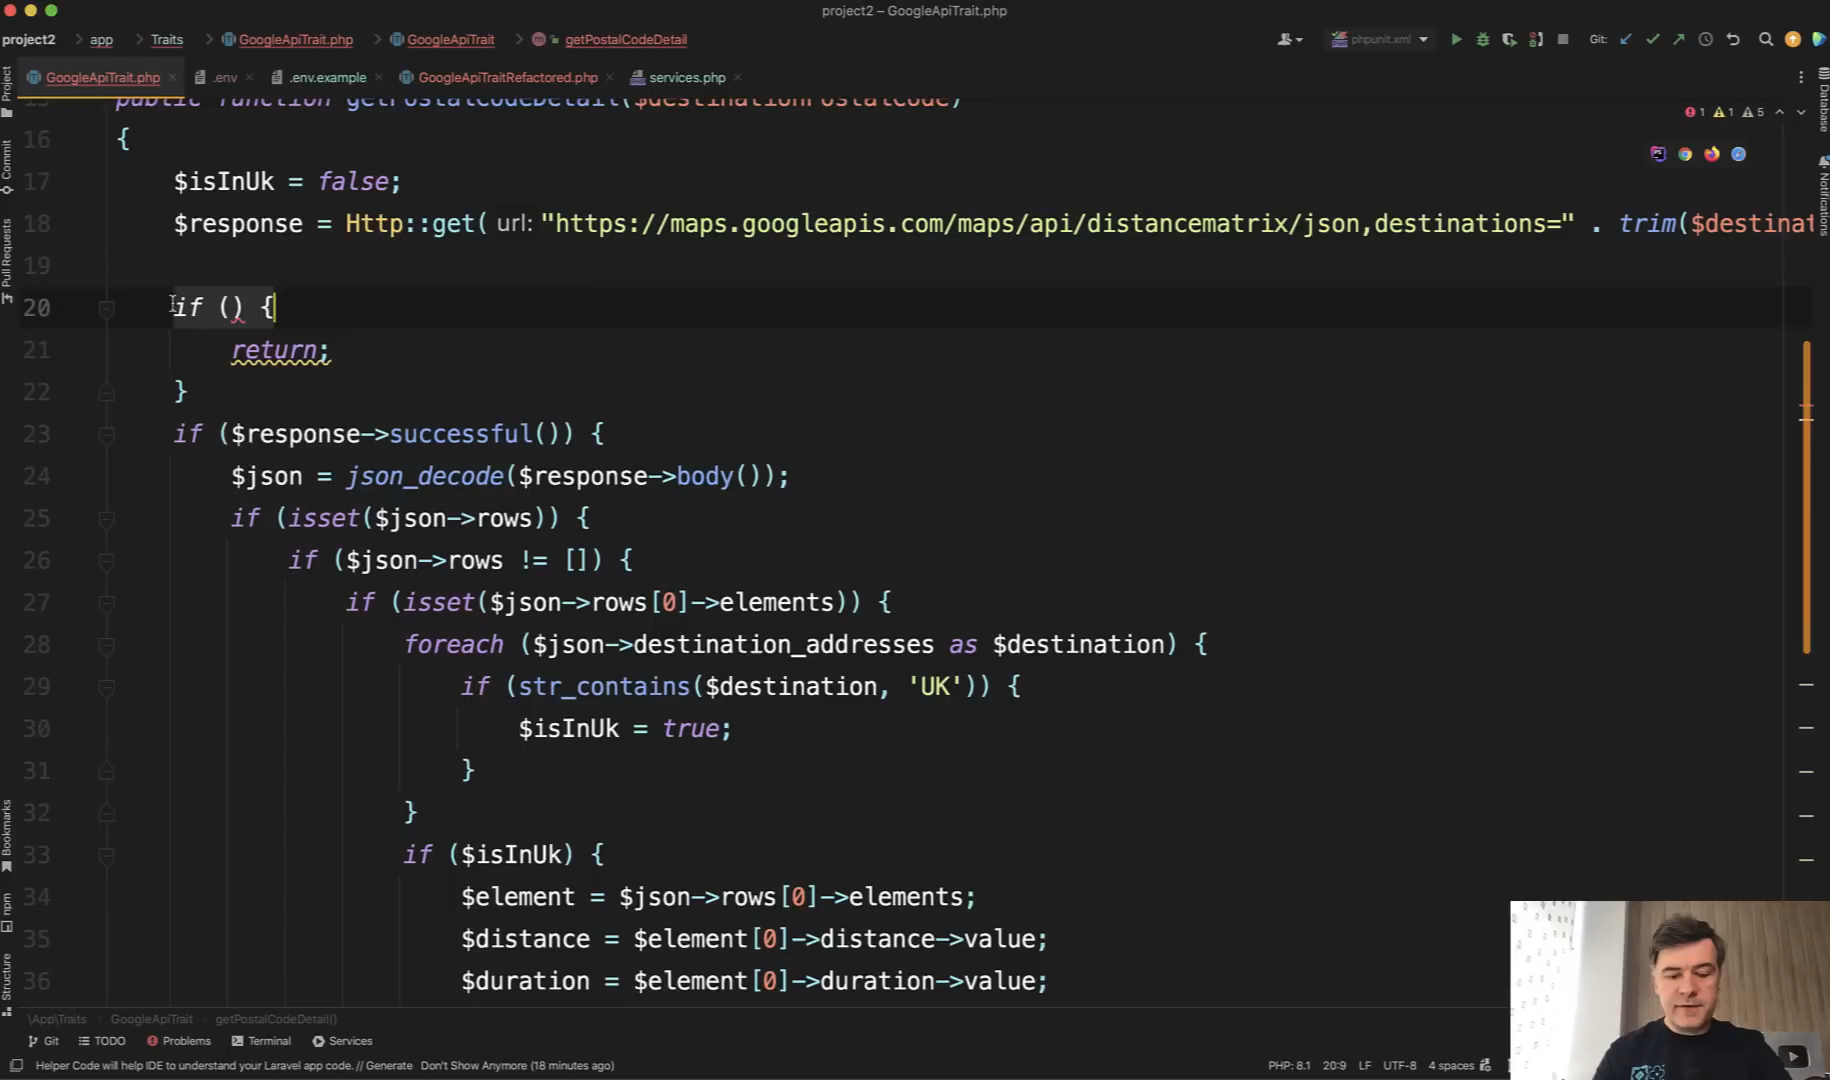 project2 – GoogleApiTrait.php
project2 > app > Traits > GoogleApiTrait.php > GoogleApiTrait > getPostalCodeDetail
phpunit.xml
Git:
GoogleApiTrait.php
.env
.env.example
GoogleApiTraitRefactored.php
services.php
Project
Commit
Pull Requests
Bookmarks
npm
Structure
Database
Notifications
1 1 5
public function getPostalCodeDetail($destinationPostalCode)
16 {
17 $isInUk = false;
18 $response = Http::get( url: "https://maps.googleapis.com/maps/api/distancematrix/json,destinations=" . trim($destinat
19
20 if () {
21 return;
22 }
23 if ($response->successful()) {
24 $json = json_decode($response->body());
25 if (isset($json->rows)) {
26 if ($json->rows != []) {
27 if (isset($json->rows[0]->elements)) {
28 foreach ($json->destination_addresses as $destination) {
29 if (str_contains($destination, 'UK')) {
30 $isInUk = true;
31 }
32 }
33 if ($isInUk) {
34 $element = $json->rows[0]->elements;
35 $distance = $element[0]->distance->value;
36 $duration = $element[0]->duration->value;
\App\Traits > GoogleApiTrait > getPostalCodeDetail()
Git TODO Problems Terminal Services
Helper Code will help IDE to understand your Laravel app code. // Generate Don't Show Anymore (18 minutes ago)
PHP: 8.1 20:9 LF UTF-8 4 spaces